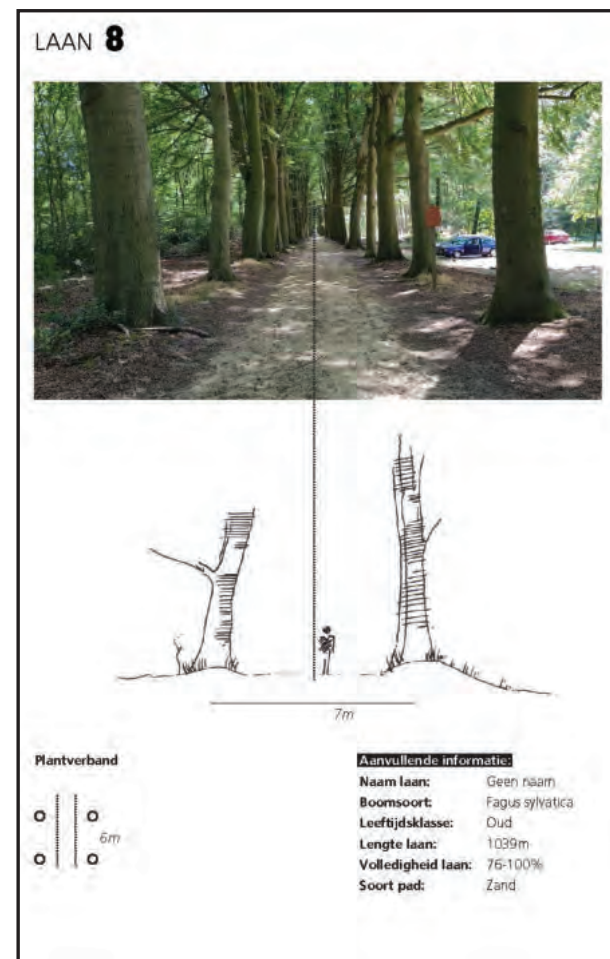 LAAN 8
7m
Plantverband
6m
Aanvullende informatie:
Naam laan: Geen naam
Boomsoort: Fagus sylvatica
Leeftijdsklasse: Oud
Lengte laan: 1039m
Volledigheid laan: 76-100%
Soort pad: Zand